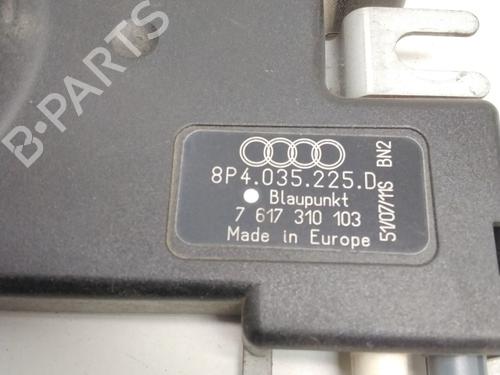 B-PARTS
8P4.035.225.D
Blaupunkt
7 617 310 103
Made in Europe
51/07/11S BN2